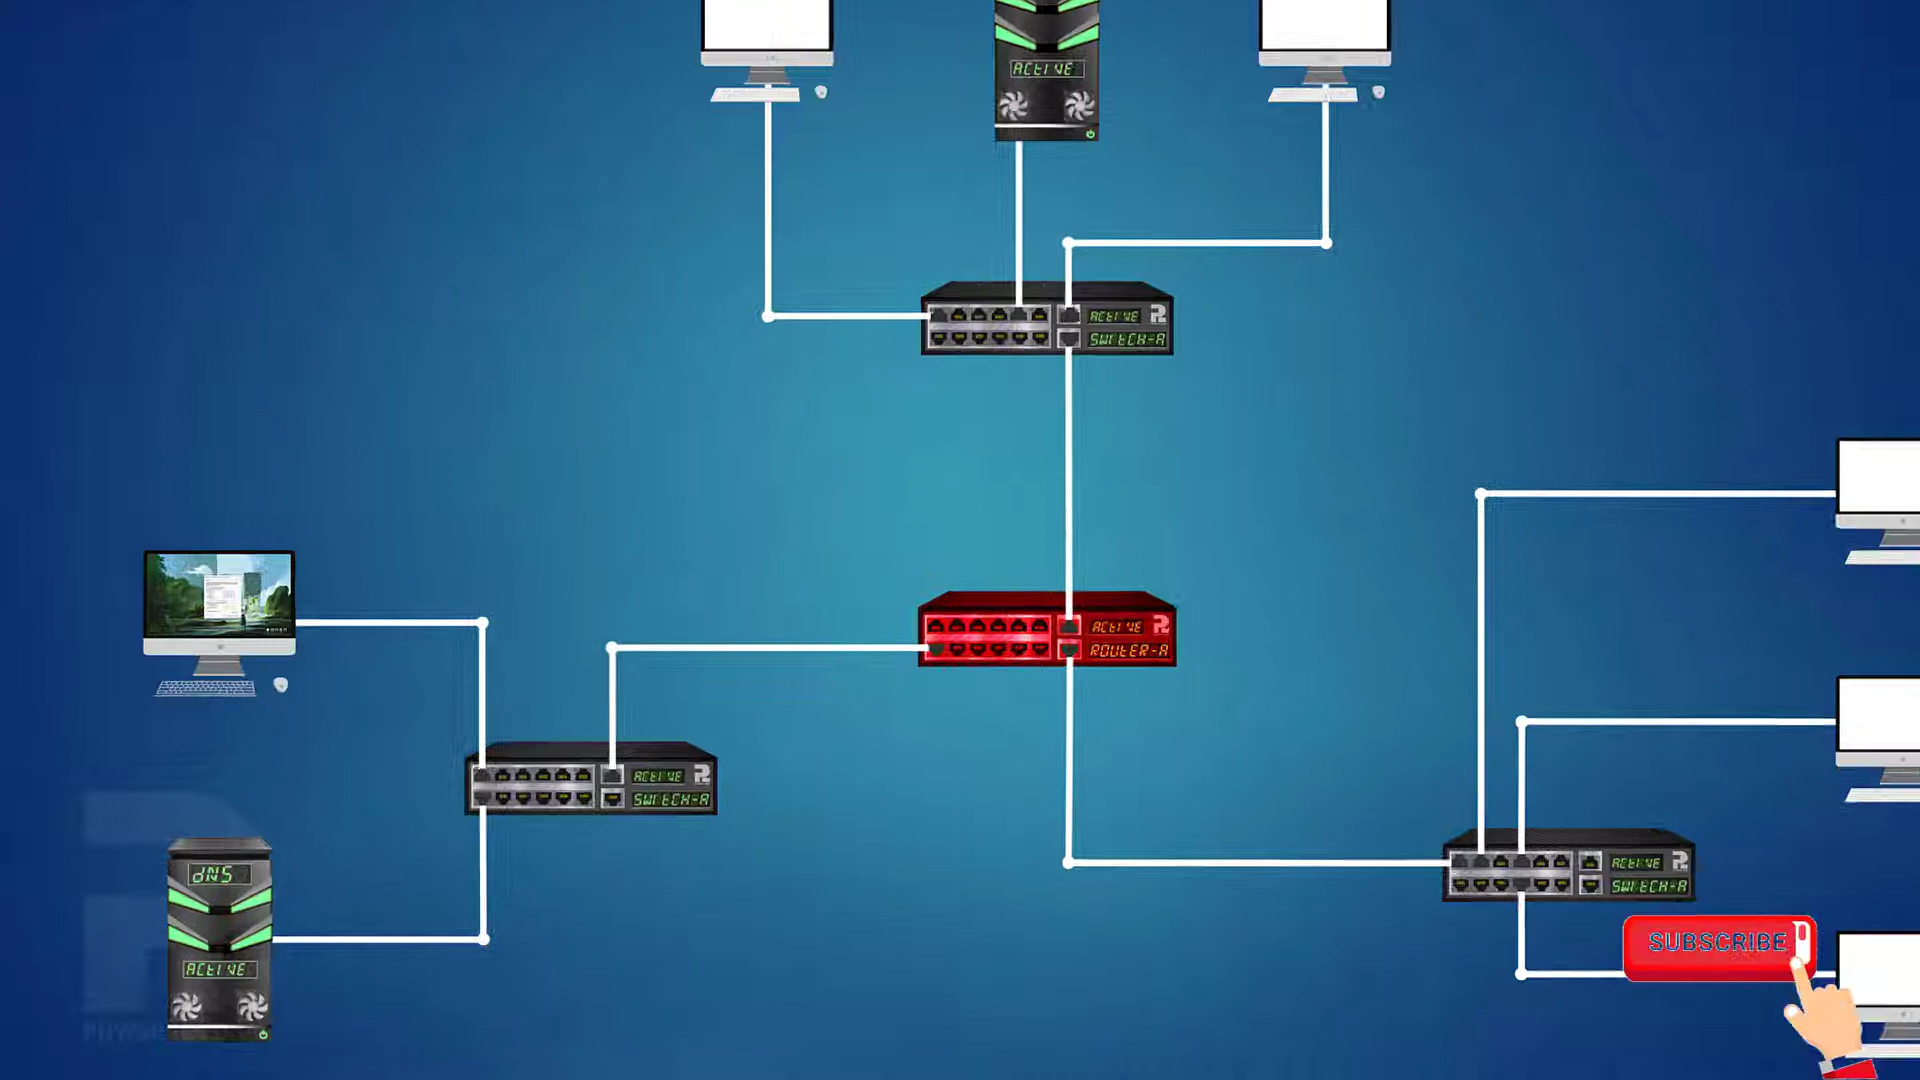 ACTIVE
ACTIVE
SWITCH-A
ACTIVE
ROUTER-A
ACTIVE
SWITCH-A
dNS
ACTIVE
ACTIVE
SWITCH-A
SUBSCRIBE